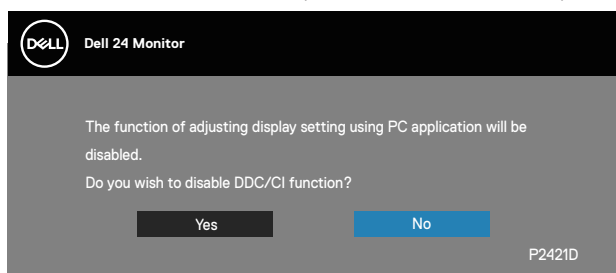 DELL
Dell 24 Monitor
The function of adjusting display setting using PC application will be
disabled.
Do you wish to disable DDC/CI function?
Yes
No
P2421D